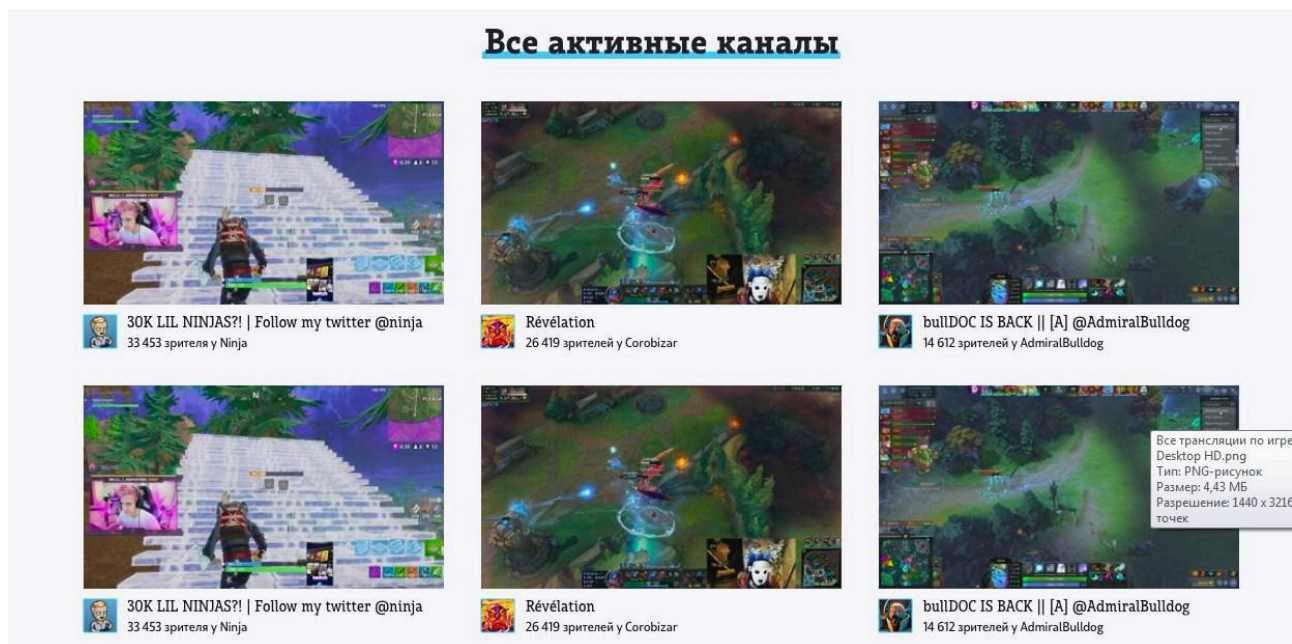 Все активные каналы
30K LIL NINJAS?! | Follow my twitter @ninja
33 453 зрителя у Ninja
Révélation
26 419 зрителей у Corobizar
bullDOC IS BACK || [A] @AdmiralBulldog
14 612 зрителей у AdmiralBulldog
30K LIL NINJAS?! | Follow my twitter @ninja
33 453 зрителя у Ninja
Révélation
26 419 зрителей у Corobizar
bullDOC IS BACK || [A] @AdmiralBulldog
14 612 зрителей у AdmiralBulldog
Все трансляции по игре
Desktop HD.png
Тип: PNG-рисунок
Размер: 4,43 МБ
Разрешение: 1440 x 3216
точек